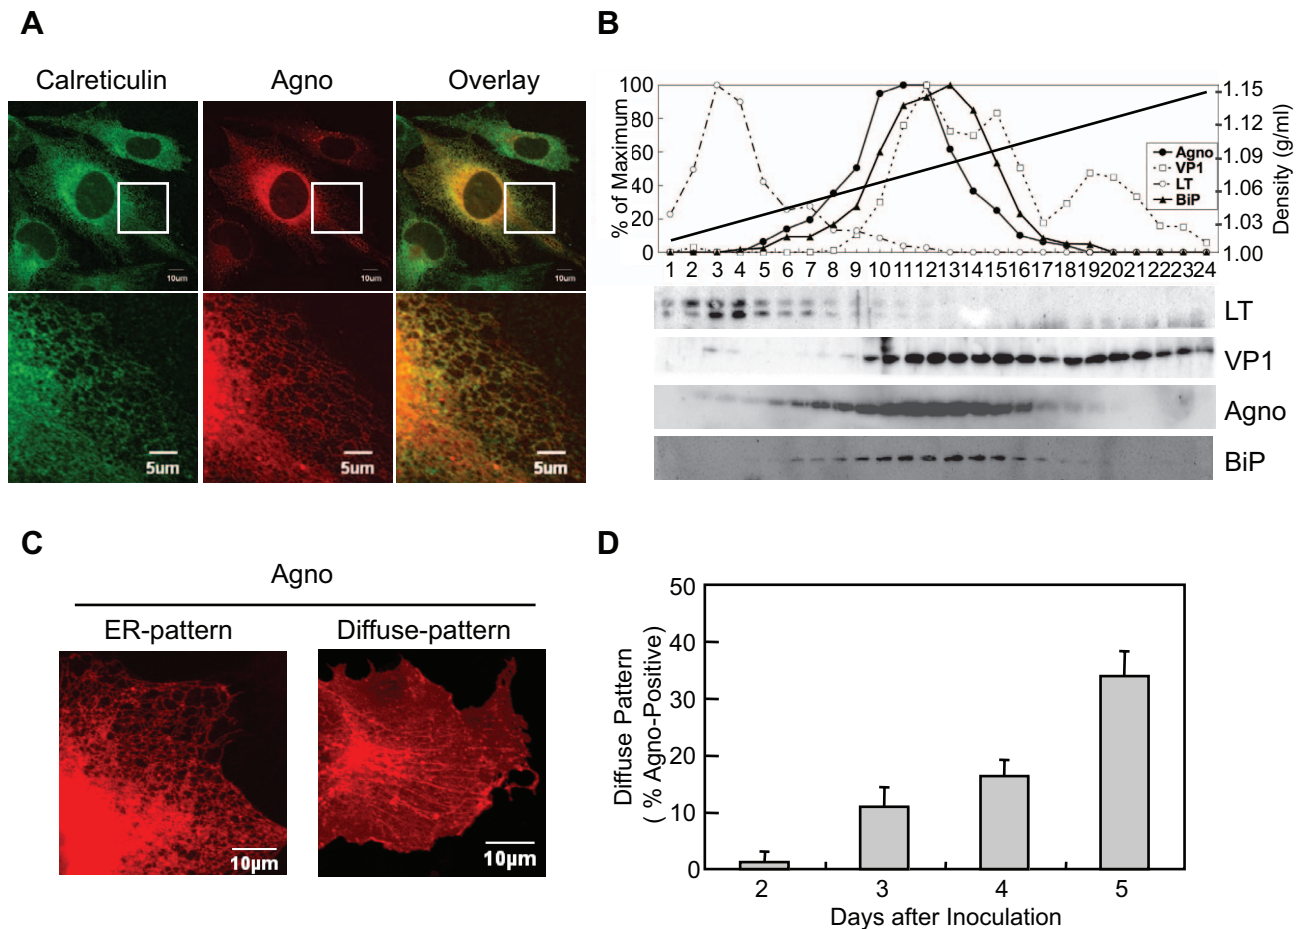 A
Calreticulin Agno Overlay
10um 10um 10um
5um 5um 5um
B
100 80 60 40 20 0
% of Maximum
1.15 1.12 1.09 1.06 1.03 1.00
Density (g/ml)
Agno
VP1
LT
BiP
1 2 3 4 5 6 7 8 9 10 11 12 13 14 15 16 17 18 19 20 21 22 23 24
LT
VP1
Agno
BiP
C
Agno
ER-pattern Diffuse-pattern
10µm 10µm
D
50
40
30
20
10
0
Diffuse Pattern
( % Agno-Positive)
2 3 4 5
Days after Inoculation